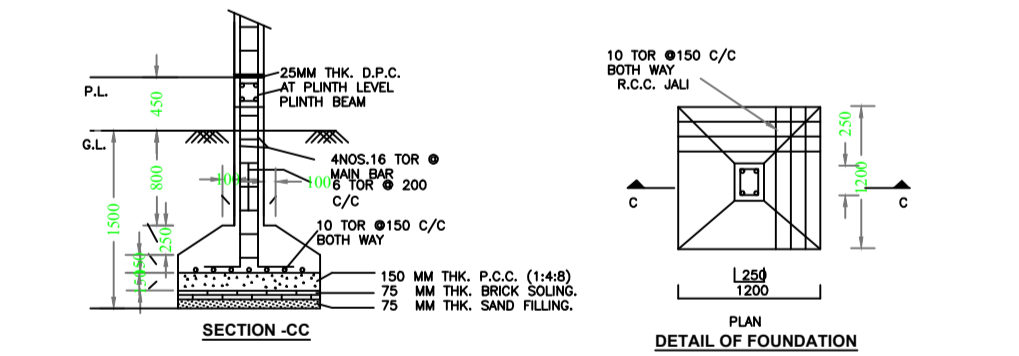 25MM THK. D.P.C.
AT PLINTH LEVEL
PLINTH BEAM
P.L.
450
G.L.
4NOS.16 TOR @
MAIN BAR
6 TOR @ 200
C/C
100
100
800
1500
250
10 TOR @150 C/C
BOTH WAY
150 MM THK. P.C.C. (1:4:8)
75 MM THK. BRICK SOLING.
75 MM THK. SAND FILLING.
SECTION -CC
10 TOR @150 C/C
BOTH WAY
R.C.C. JALI
250
1200
C
C
250
1200
PLAN
DETAIL OF FOUNDATION